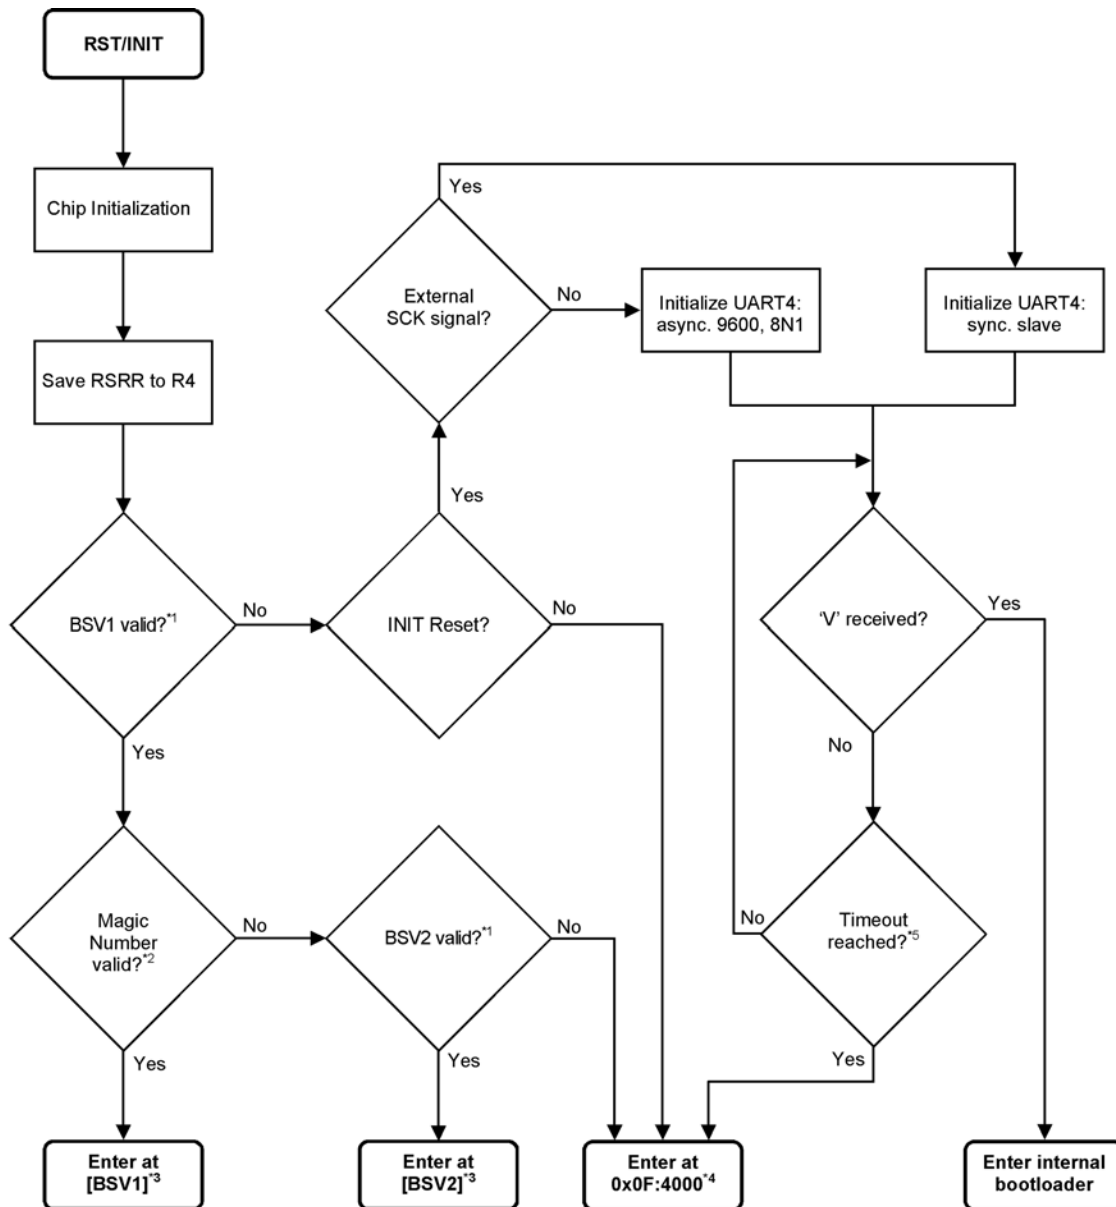 RST/INIT
Chip Initialization
Save RSRR to R4
BSV1 valid?*1
No
Yes
INIT Reset?
No
Yes
External
SCK signal?
Yes
No
Initialize UART4:
async. 9600, 8N1
Initialize UART4:
sync. slave
'V' received?
Yes
No
Timeout
reached?*5
No
Yes
Magic
Number
valid?*2
No
Yes
BSV2 valid?*1
No
Yes
Enter at
[BSV1]*3
Enter at
[BSV2]*3
Enter at
0x0F:4000*4
Enter internal
bootloader